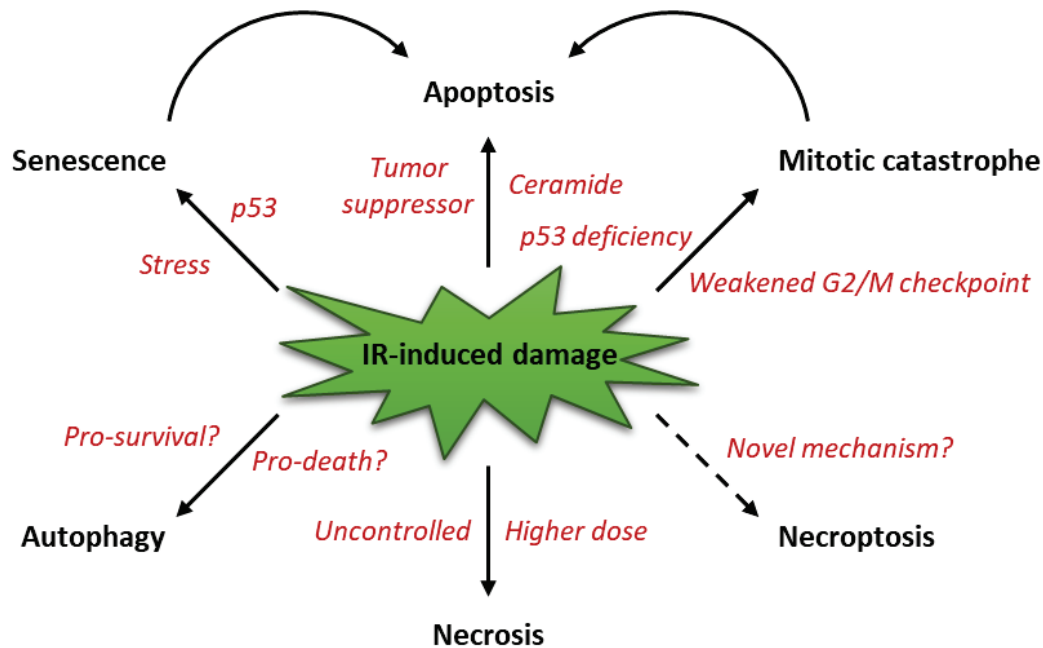 Apoptosis
Senescence
Mitotic catastrophe
Tumor
suppressor
Ceramide
p53
p53 deficiency
Stress
Weakened G2/M checkpoint
IR-induced damage
Pro-survival?
Pro-death?
Novel mechanism?
Uncontrolled
Higher dose
Autophagy
Necroptosis
Necrosis